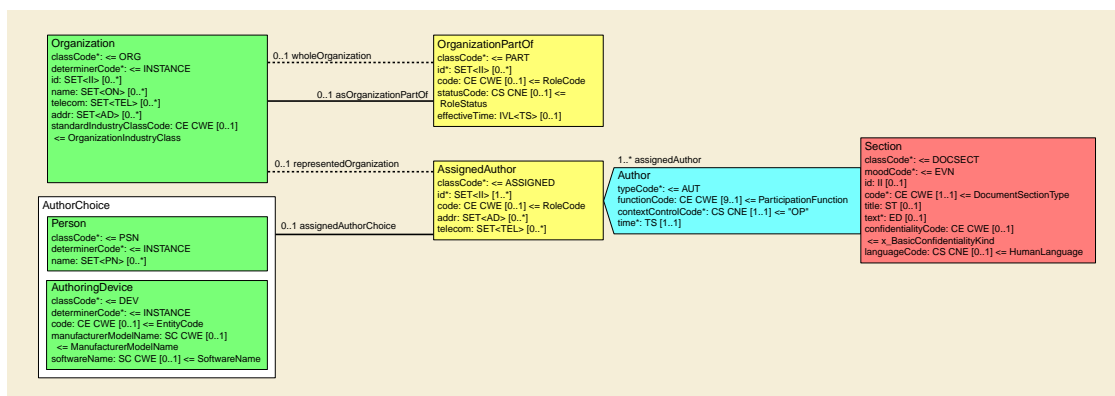 Organization
classCode*: <= ORG
determinerCode*: <= INSTANCE
id: SET<II> [0..*]
name: SET<ON> [0..*]
telecom: SET<TEL> [0..*]
addr: SET<AD> [0..*]
standardIndustryClassCode: CE CWE [0..1]
<= OrganizationIndustryClass
0..1 wholeOrganization
0..1 asOrganizationPartOf
OrganizationPartOf
classCode*: <= PART
id*: SET<II> [0..*]
code: CE CWE [0..1] <= RoleCode
statusCode: CS CNE [0..1] <=
RoleStatus
effectiveTime: IVL<TS> [0..1]
0..1 representedOrganization
AssignedAuthor
classCode*: <= ASSIGNED
id*: SET<II> [1..*]
code: CE CWE [0..1] <= RoleCode
addr: SET<AD> [0..*]
telecom: SET<TEL> [0..*]
1..* assignedAuthor
Author
typeCode*: <= AUT
functionCode: CE CWE [9..1] <= ParticipationFunction
contextControlCode*: CS CNE [1..1] <= "OP"
time*: TS [1..1]
Section
classCode*: <= DOCSECT
moodCode*: <= EVN
id: II [0..1]
code*: CE CWE [1..1] <= DocumentSectionType
title: ST [0..1]
text*: ED [0..1]
confidentialityCode: CE CWE [0..1]
<= x_BasicConfidentialityKind
languageCode: CS CNE [0..1] <= HumanLanguage
AuthorChoice
Person
classCode*: <= PSN
determinerCode*: <= INSTANCE
name: SET<PN> [0..*]
0..1 assignedAuthorChoice
AuthoringDevice
classCode*: <= DEV
determinerCode*: <= INSTANCE
code: CE CWE [0..1] <= EntityCode
manufacturerModelName: SC CWE [0..1]
<= ManufacturerModelName
softwareName: SC CWE [0..1] <= SoftwareName